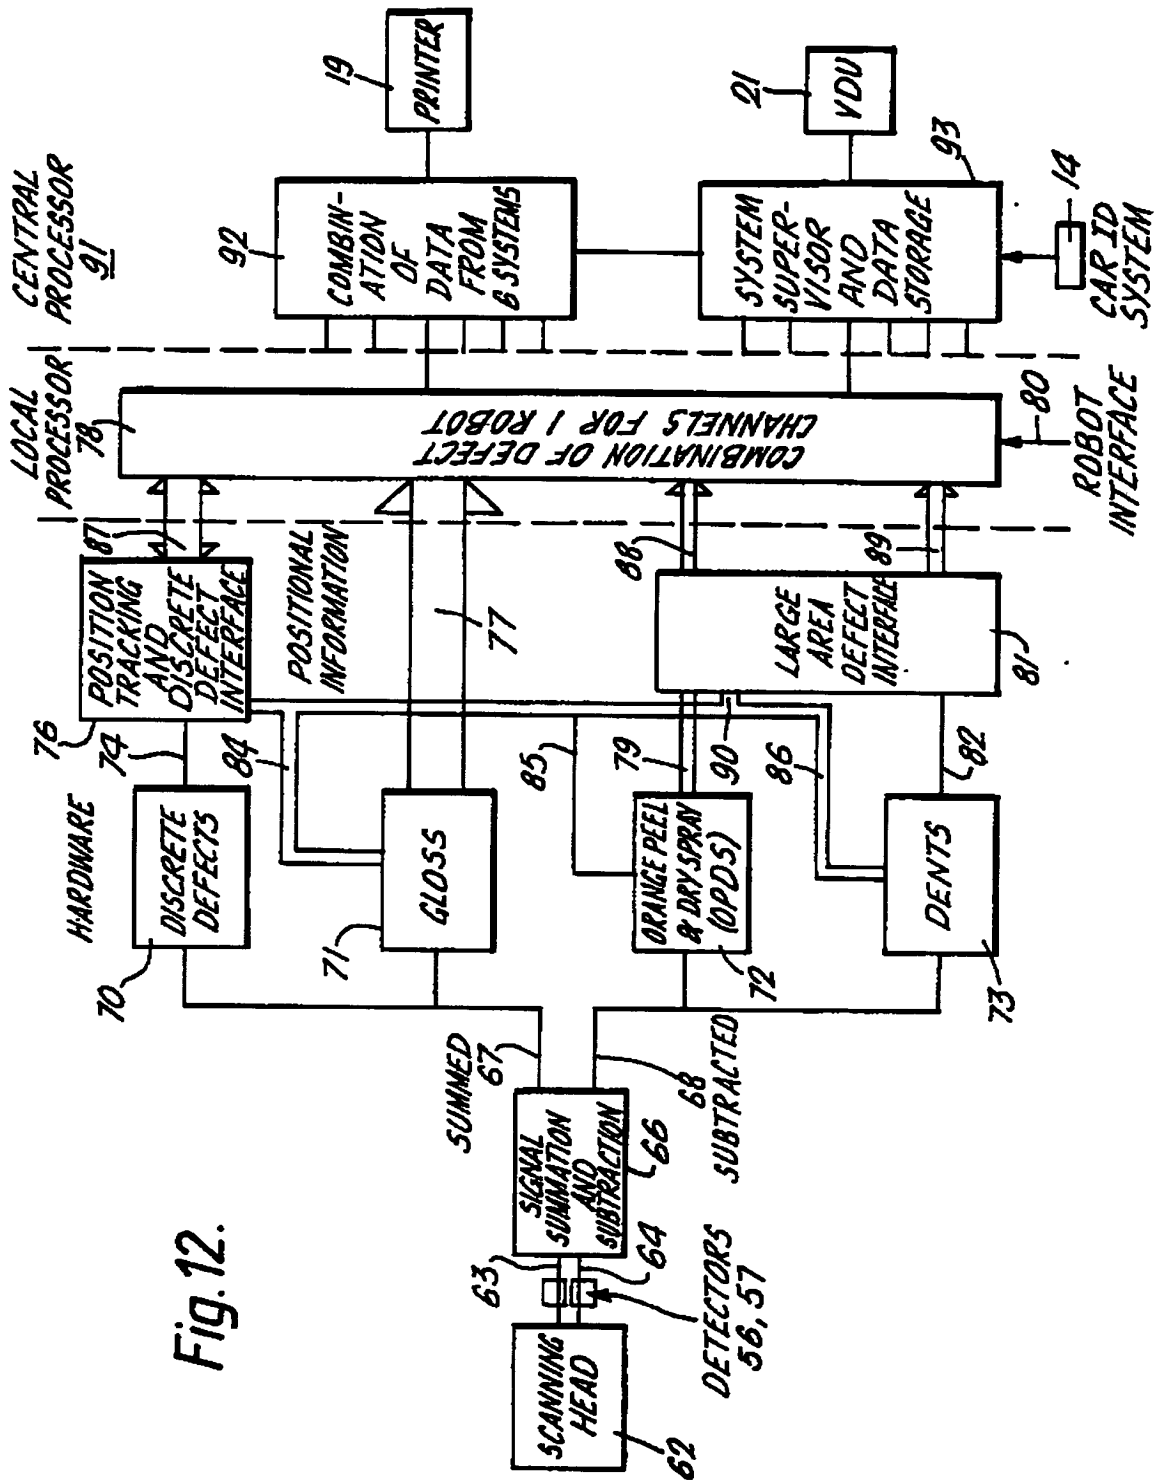 Fig. 12.
HARDWARE
LOCAL
PROCESSOR
CENTRAL
PROCESSOR
91
SCANNING
HEAD
62
63
64
DETECTORS
56, 57
SIGNAL
SUMMATION
AND
SUBTRACTION
66
SUMMED
67
68
SUBTRACTED
70
DISCRETE
DEFECTS
74
76
POSITION
TRACKING
AND
DISCRETE
DEFECT
INTERFACE
87
71
GLOSS
84
POSITIONAL
INFORMATION
77
72
ORANGE PEEL
& DRY SPRAY
(OPDS)
85
79
90
88
73
DENTS
86
82
LARGE
AREA
DEFECT
INTERFACE
81
89
78
COMBINATION OF DEFECT
CHANNELS FOR 1 ROBOT
80
ROBOT
INTERFACE
92
COMBIN-
ATION
OF
DATA
FROM
6 SYSTEMS
19
PRINTER
SYSTEM
SUPER-
VISOR
AND
DATA
STORAGE
93
21
VDU
14
CAR ID
SYSTEM